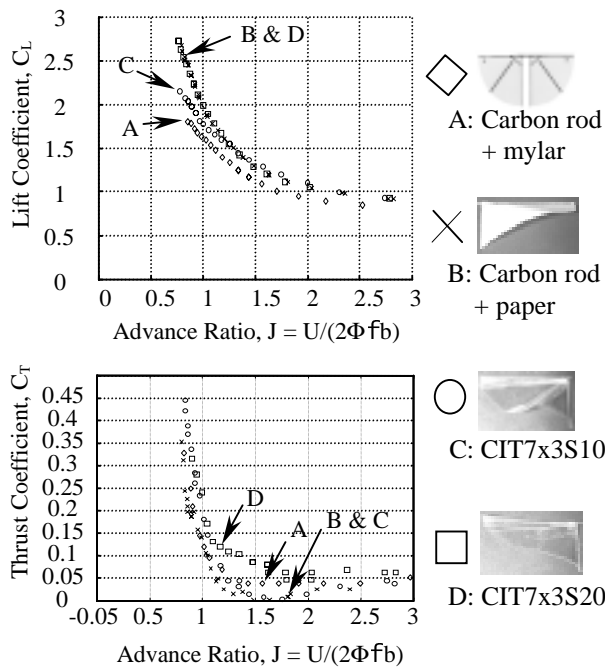 Lift Coefficient, C_L
3
2.5
2
1.5
1
0.5
0
B & D
C
A
0 0.5 1 1.5 2 2.5 3
Advance Ratio, J = U/(2Φfb)
A: Carbon rod
+ mylar
B: Carbon rod
+ paper
Thrust Coefficient, C_T
0.45
0.4
0.35
0.3
0.25
0.2
0.15
0.1
0.05
0
D
A
B & C
-0.05 0.5 1 1.5 2 2.5 3
Advance Ratio, J = U/(2Φfb)
C: CIT7x3S10
D: CIT7x3S20